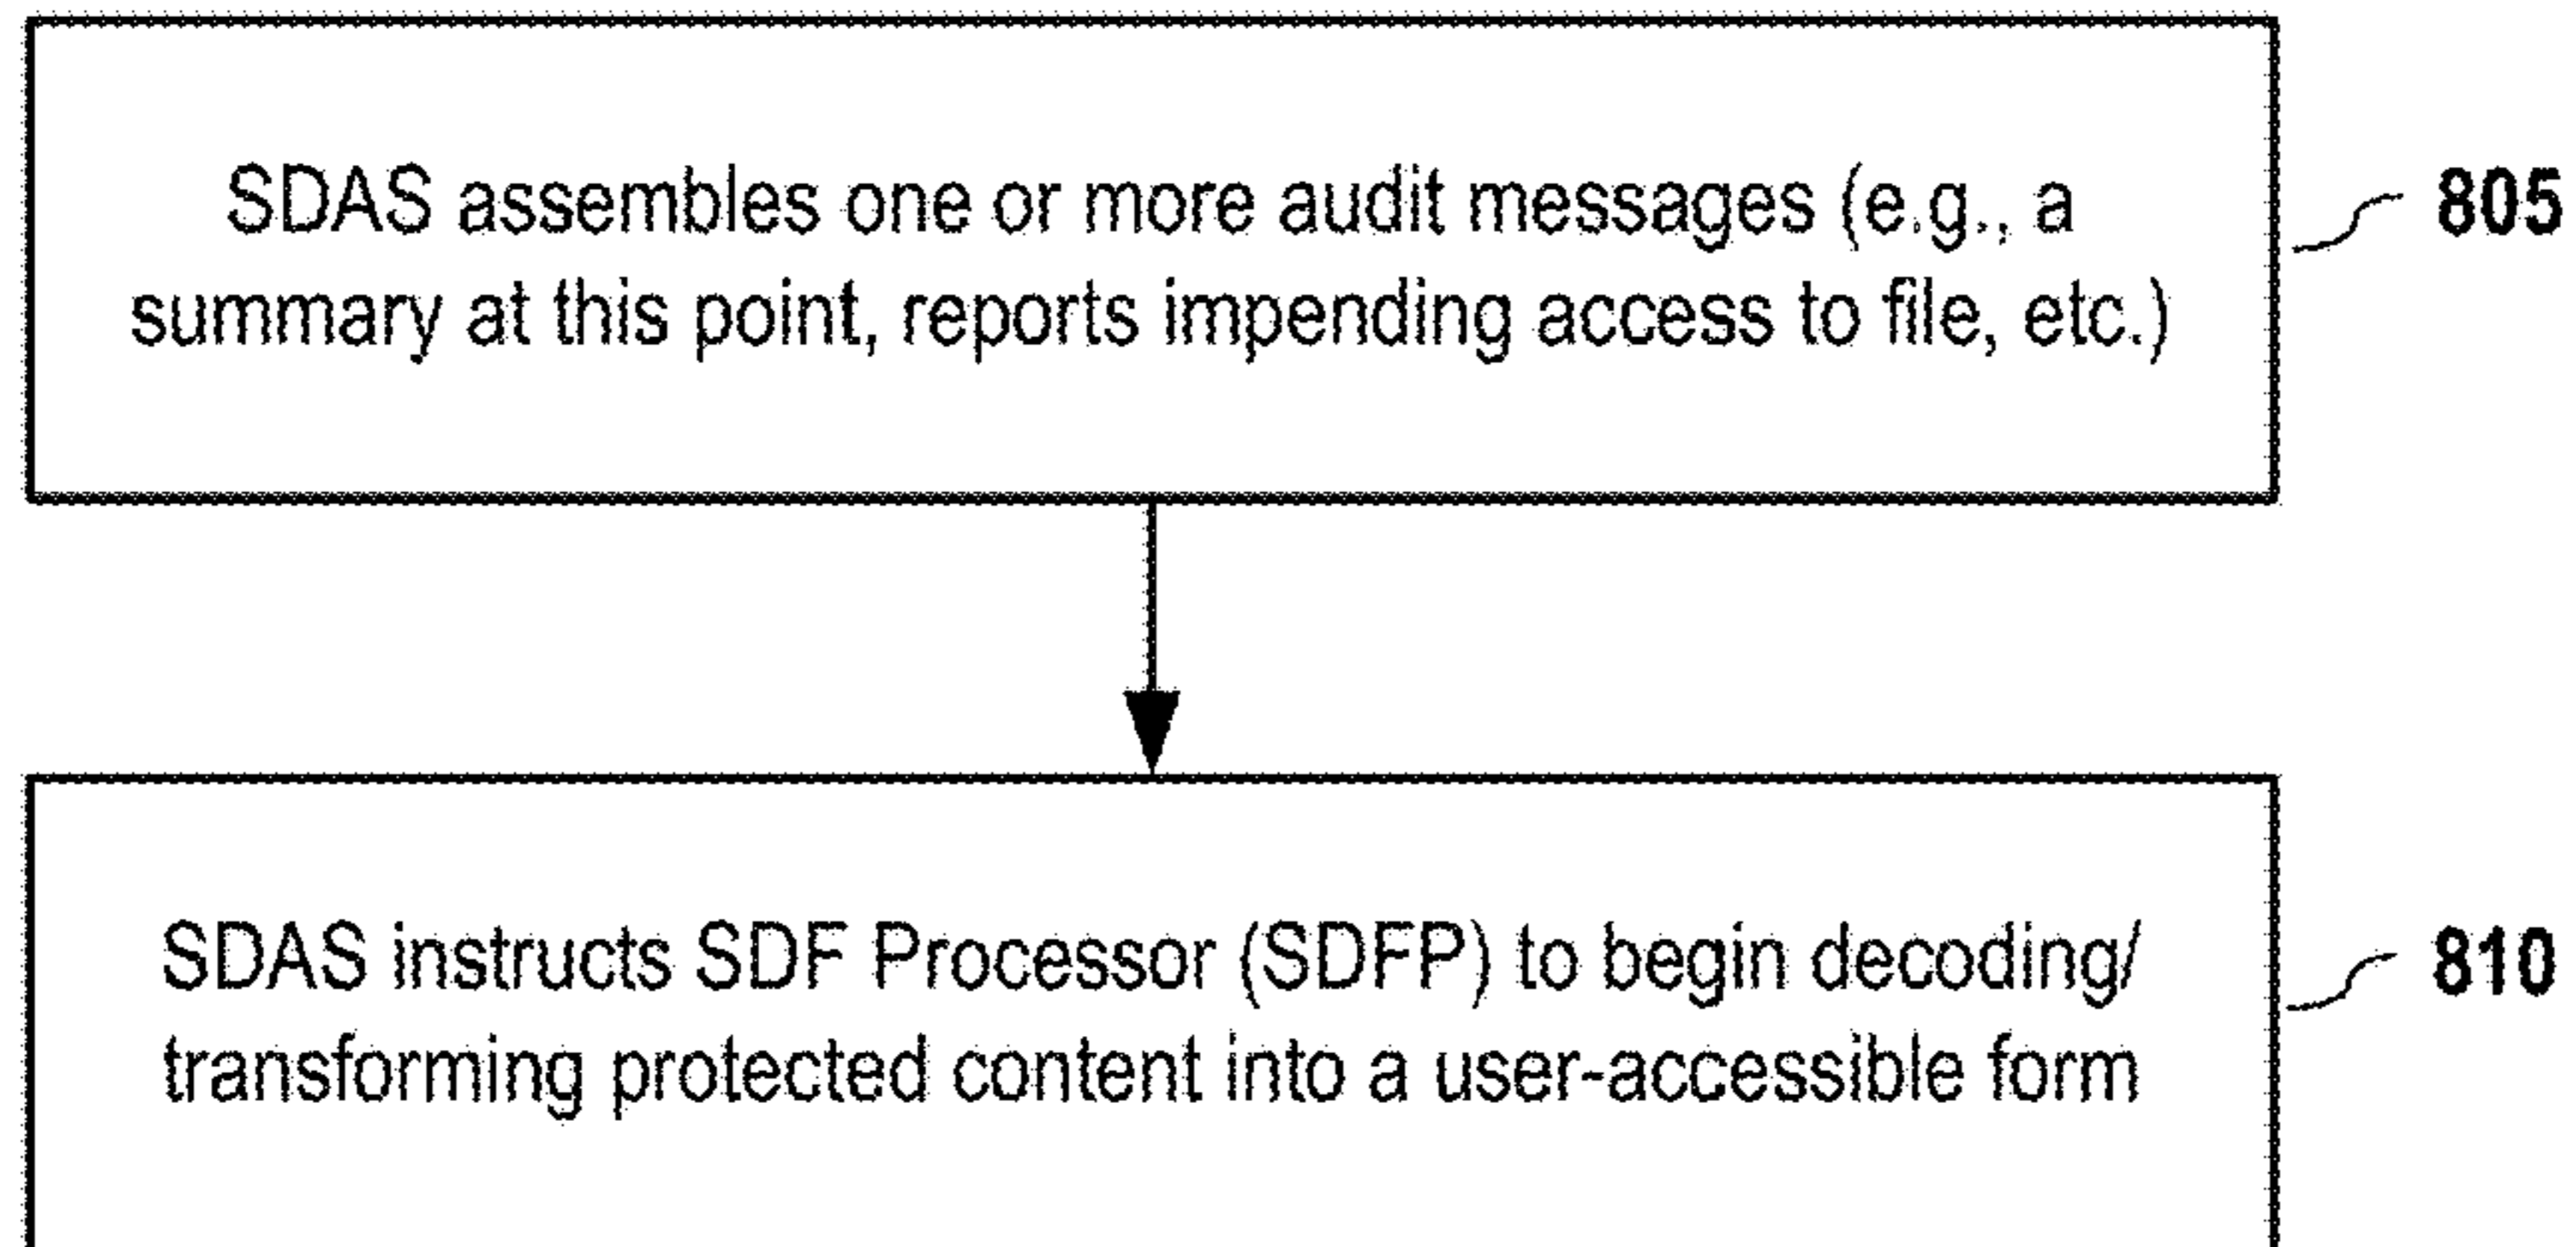 SDAS assembles one or more audit messages (e.g., a
summary at this point, reports impending access to file, etc.)
805
SDAS instructs SDF Processor (SDFP) to begin decoding/
transforming protected content into a user-accessible form
810